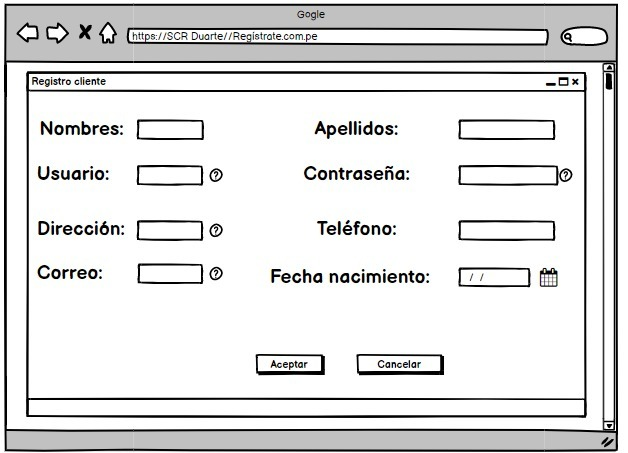 Gogle
https://SCR Duarte//Registrate.com.pe
Registro cliente
Nombres:
Apellidos:
Usuario:
?
Contraseña:
?
Dirección:
?
Teléfono:
Correo:
?
Fecha nacimiento:
/ /
Aceptar
Cancelar